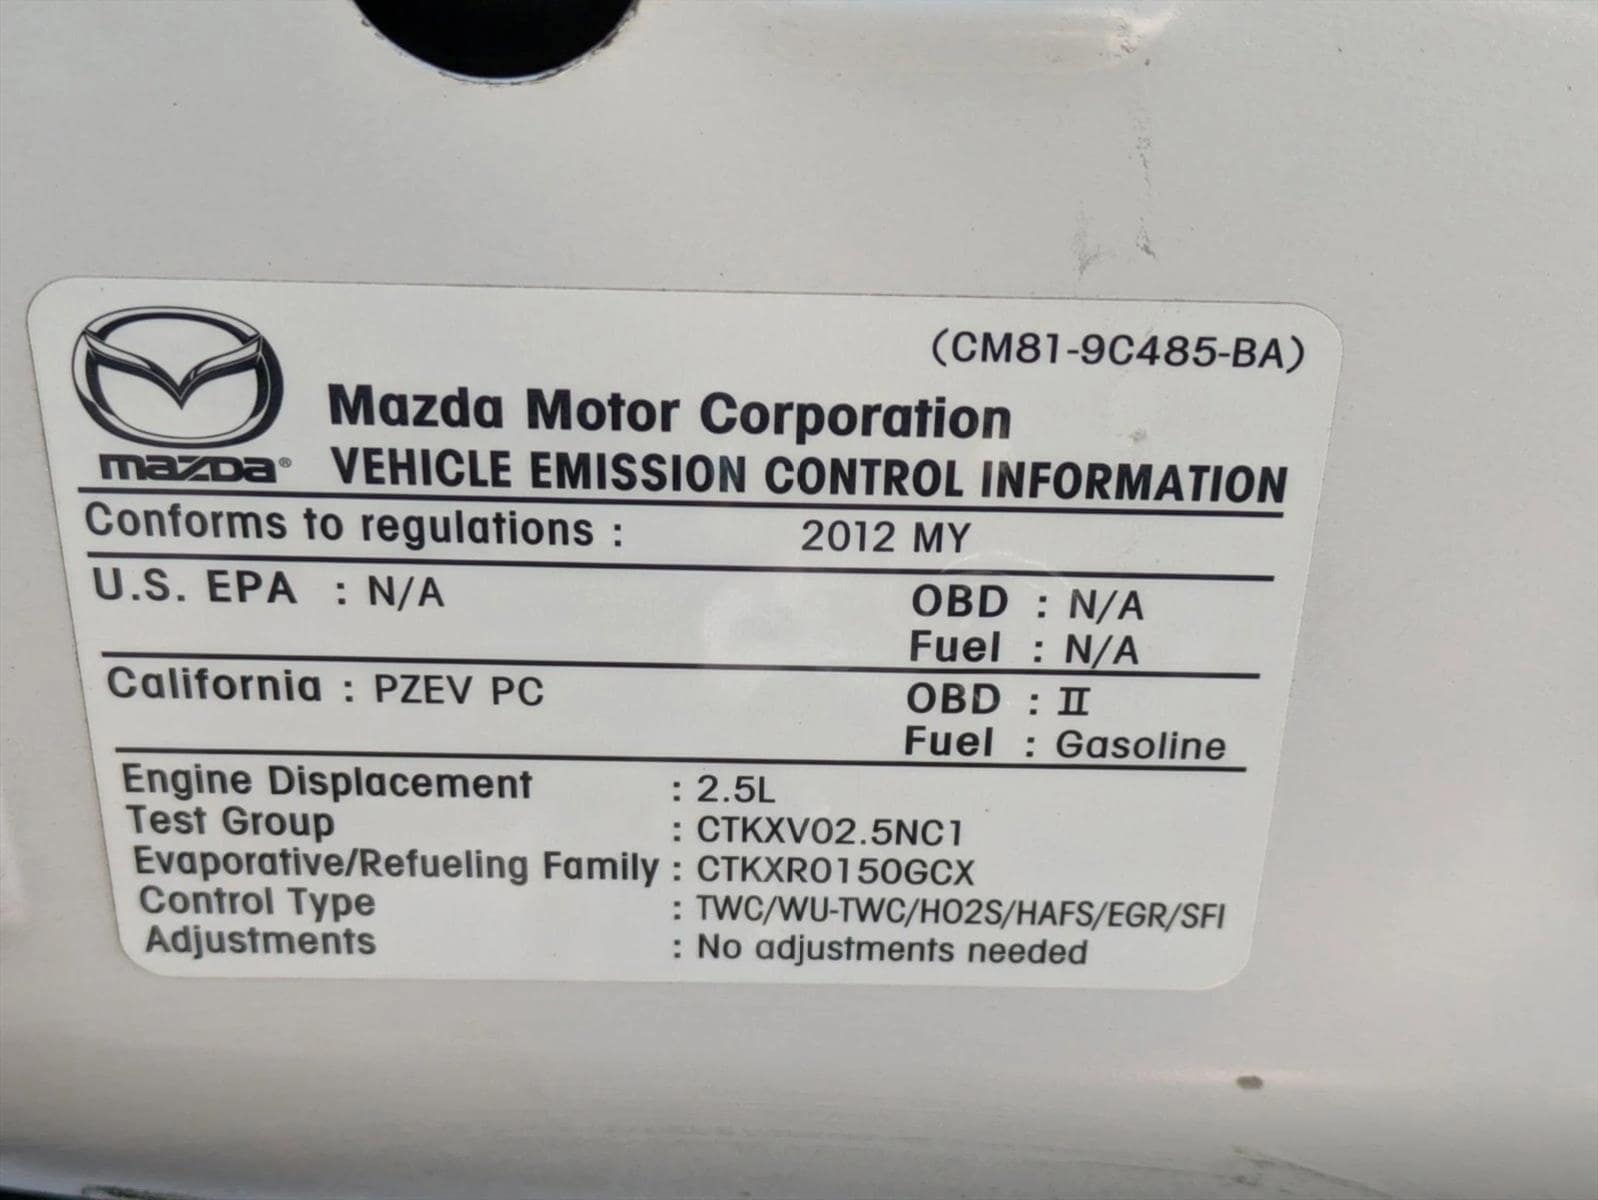 (CM81-9C485-BA)
Mazda Motor Corporation
mazda® VEHICLE EMISSION CONTROL INFORMATION
Conforms to regulations : 2012 MY
U.S. EPA : N/A OBD : N/A
Fuel : N/A
California : PZEV PC OBD : II
Fuel : Gasoline
Engine Displacement : 2.5L
Test Group : CTKXV02.5NC1
Evaporative/Refueling Family : CTKXR0150GCX
Control Type : TWC/WU-TWC/HO2S/HAFS/EGR/SFI
Adjustments : No adjustments needed